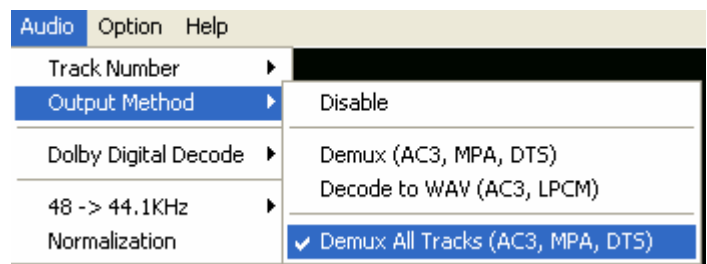 Audio Option Help
Track Number
Output Method
Disable
Dolby Digital Decode
Demux (AC3, MPA, DTS)
Decode to WAV (AC3, LPCM)
48 -> 44.1KHz
Normalization
Demux All Tracks (AC3, MPA, DTS)